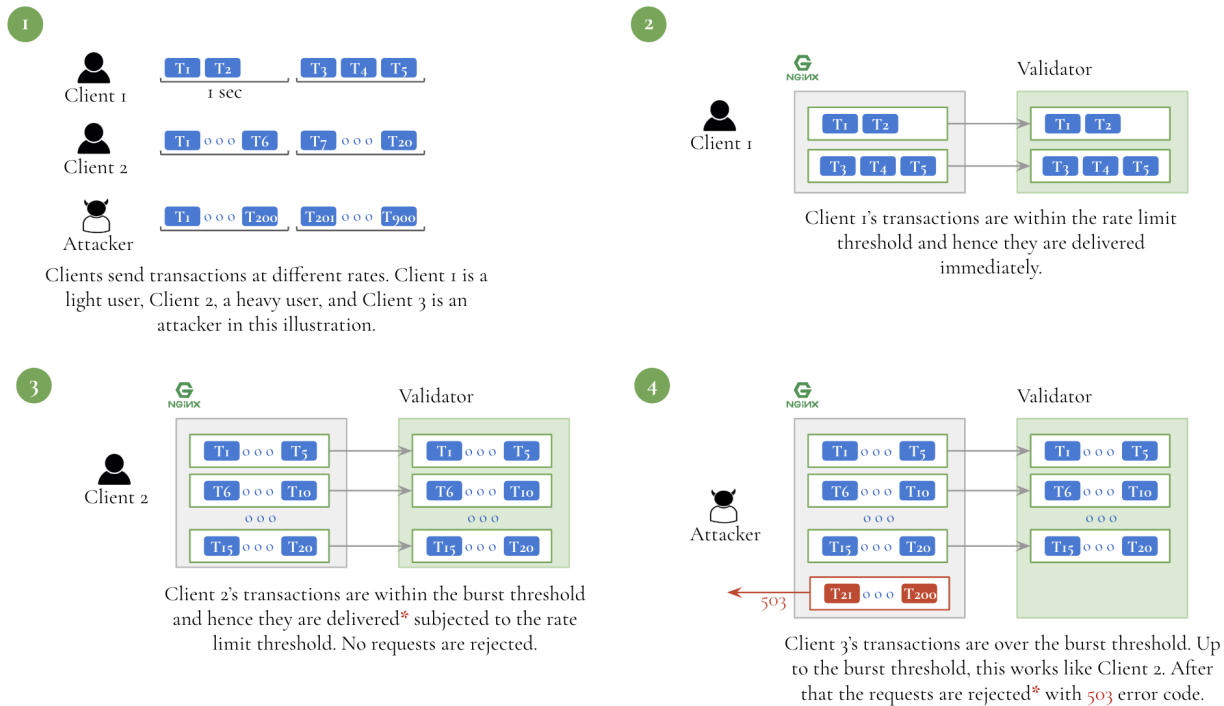 1
Client 1
T1 T2
T3 T4 T5
1 sec
Client 2
T1 o o o T6
T7 o o o T20
Attacker
T1 o o o T200
T201 o o o T900
Clients send transactions at different rates. Client 1 is a
light user, Client 2, a heavy user, and Client 3 is an
attacker in this illustration.
2
NGINX
Validator
Client 1
T1 T2
T1 T2
T3 T4 T5
T3 T4 T5
Client 1's transactions are within the rate limit
threshold and hence they are delivered
immediately.
3
NGINX
Validator
Client 2
T1 o o o T5
T1 o o o T5
T6 o o o T10
T6 o o o T10
o o o
o o o
T15 o o o T20
T15 o o o T20
Client 2's transactions are within the burst threshold
and hence they are delivered* subjected to the rate
limit threshold. No requests are rejected.
4
NGINX
Validator
Attacker
T1 o o o T5
T1 o o o T5
T6 o o o T10
T6 o o o T10
o o o
o o o
T15 o o o T20
T15 o o o T20
T21 o o o T200
503
Client 3's transactions are over the burst threshold. Up
to the burst threshold, this works like Client 2. After
that the requests are rejected* with 503 error code.